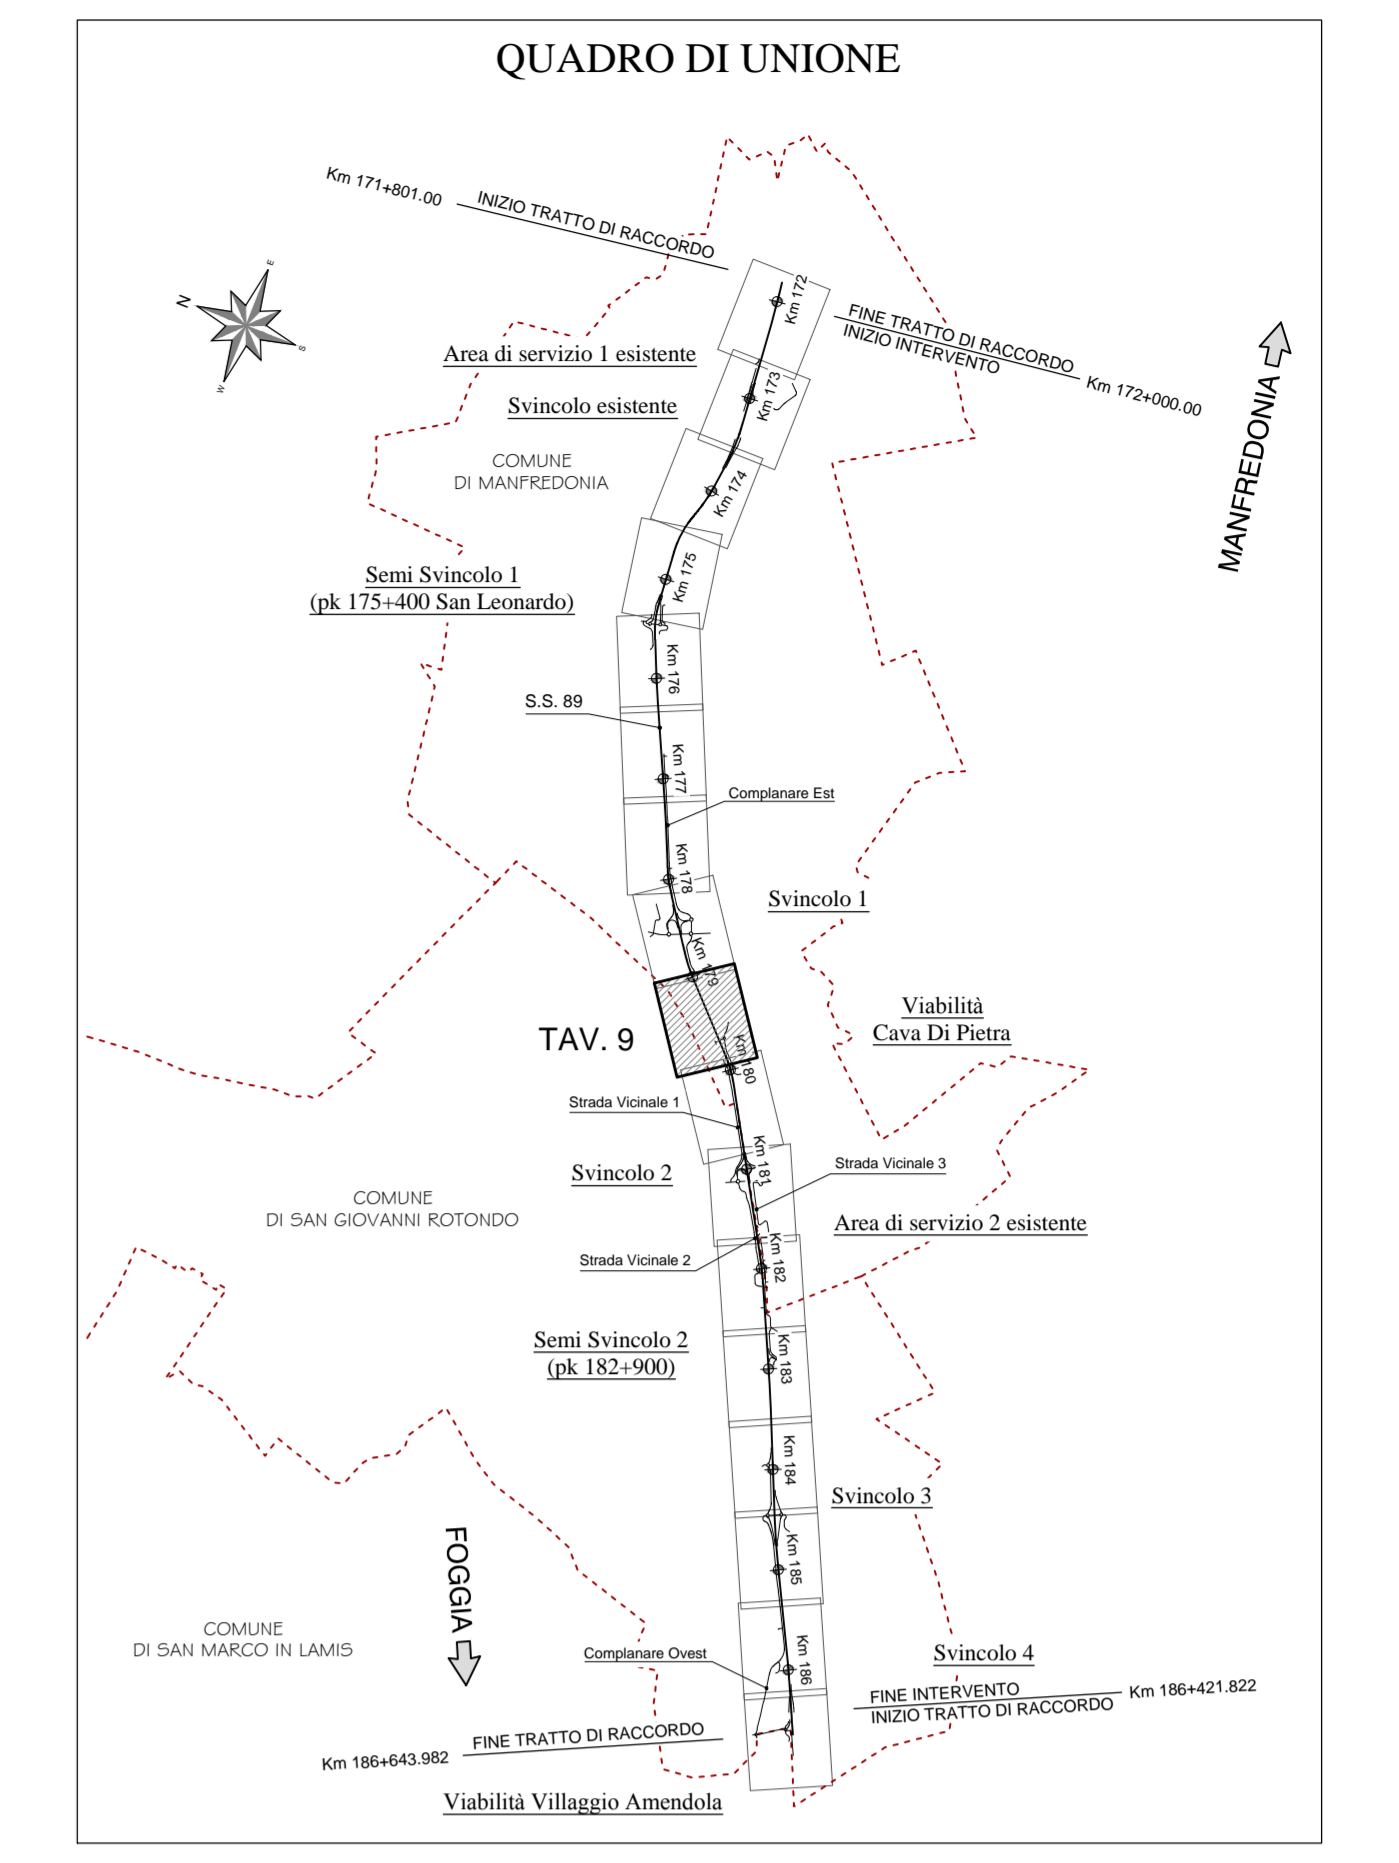 QUADRO DI UNIONE
Km 171+801.00
INIZIO TRATTO DI RACCORDO
N
E
S
W
Km 172
FINE TRATTO DI RACCORDO
INIZIO INTERVENTO
Km 172+000.00
MANFREDONIA
Area di servizio 1 esistente
Km 173
Svincolo esistente
COMUNE
DI MANFREDONIA
Km 174
Semi Svincolo 1
(pk 175+400 San Leonardo)
Km 175
Km 176
S.S. 89
Km 177
Complanare Est
Km 178
Svincolo 1
Km 179
Viabilità
Cava Di Pietra
TAV. 9
Km 180
Strada Vicinale 1
Svincolo 2
Km 181
Strada Vicinale 3
COMUNE
DI SAN GIOVANNI ROTONDO
Area di servizio 2 esistente
Strada Vicinale 2
Km 182
Semi Svincolo 2
(pk 182+900)
Km 183
Km 184
Svincolo 3
FOGGIA
Km 185
COMUNE
DI SAN MARCO IN LAMIS
Complanare Ovest
Km 186
Svincolo 4
FINE INTERVENTO
INIZIO TRATTO DI RACCORDO
Km 186+421.822
FINE TRATTO DI RACCORDO
Km 186+643.982
Viabilità Villaggio Amendola